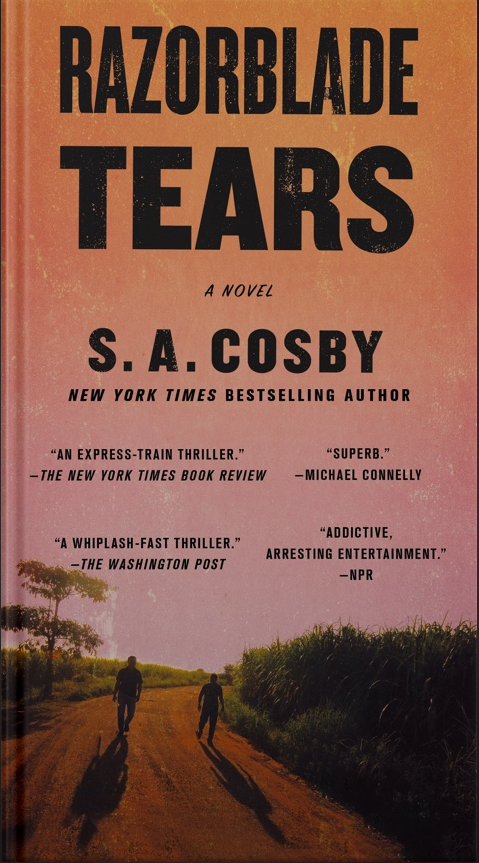 RAZORBLADE
TEARS
A NOVEL
S. A. COSBY
NEW YORK TIMES BESTSELLING AUTHOR
“AN EXPRESS-TRAIN THRILLER.”
—THE NEW YORK TIMES BOOK REVIEW
“SUPERB.”
—MICHAEL CONNELLY
“A WHIPLASH-FAST THRILLER.”
—THE WASHINGTON POST
“ADDICTIVE,
ARRESTING ENTERTAINMENT.”
—NPR